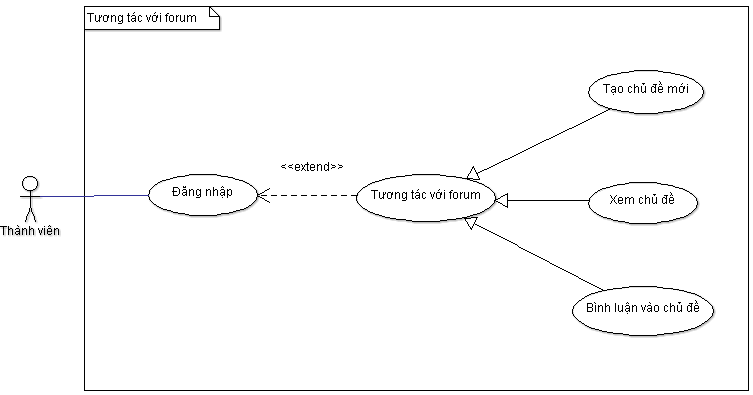 Tương tác với forum
Tạo chủ đề mới
<<extend>>
Đăng nhập
Tương tác với forum
Xem chủ đề
Thành viên
Bình luận vào chủ đề